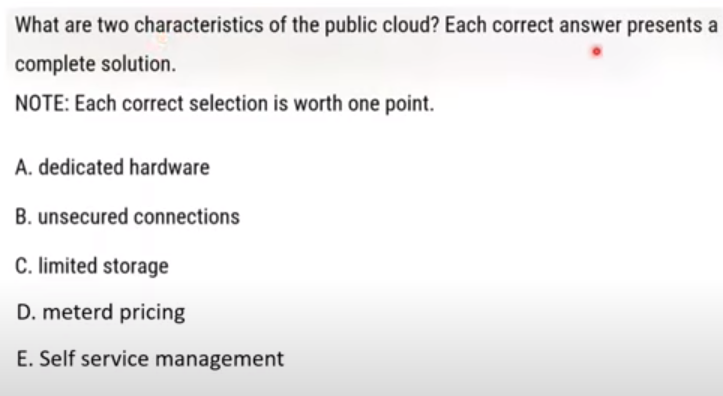 What are two characteristics of the public cloud? Each correct answer presents a
complete solution.
NOTE: Each correct selection is worth one point.
A. dedicated hardware
B. unsecured connections
C. limited storage
D. meterd pricing
E. Self service management